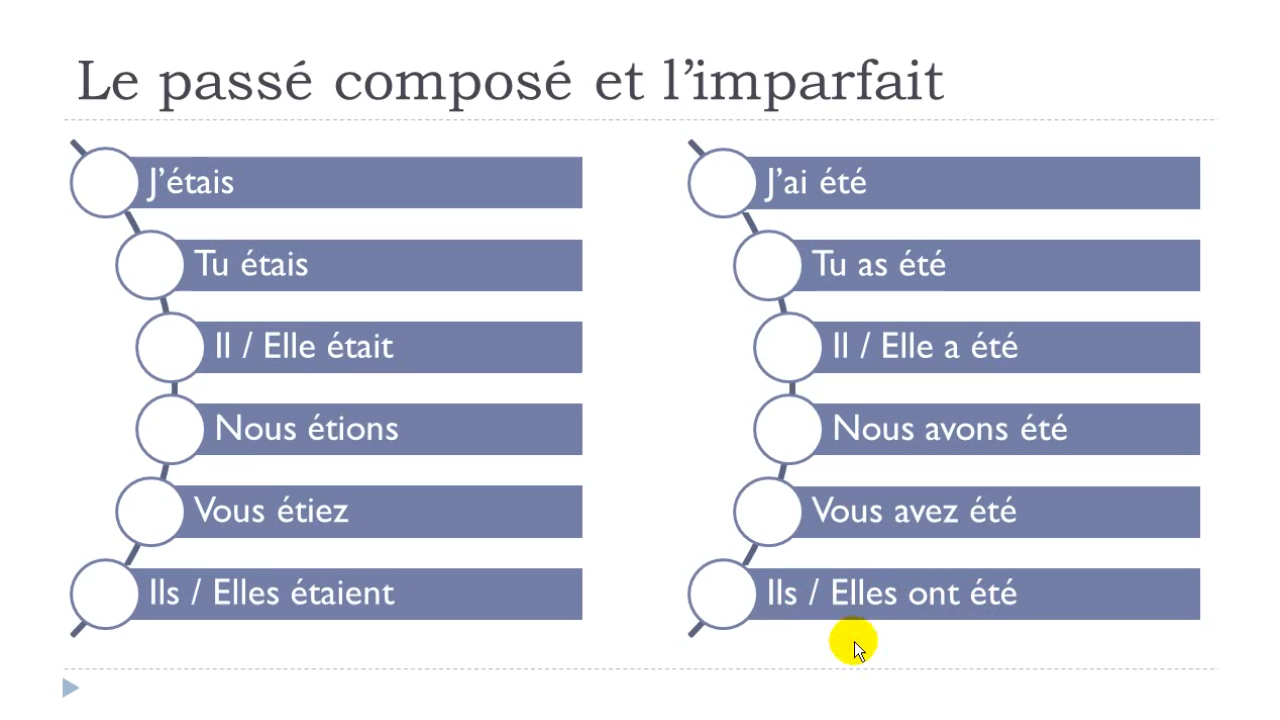 Le passé composé et l’imparfait
J’étais
Tu étais
Il / Elle était
Nous étions
Vous étiez
Ils / Elles étaient
J’ai été
Tu as été
Il / Elle a été
Nous avons été
Vous avez été
Ils / Elles ont été